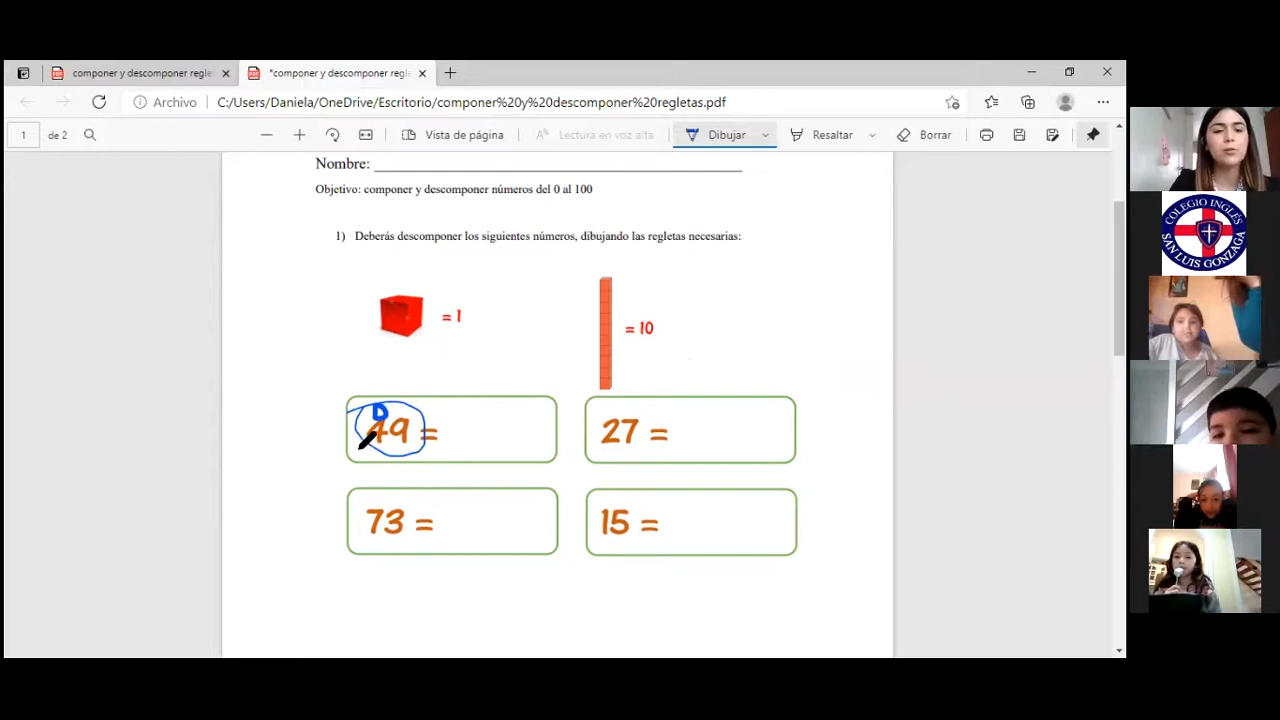 componer y descomponer regle
*componer y descomponer regle
Archivo C:/Users/Daniela/OneDrive/Escritorio/componer%20y%20descomponer%20regletas.pdf
1 de 2 Vista de página Lectura en voz alta Dibujar Resaltar Borrar
Nombre:
Objetivo: componer y descomponer números del 0 al 100
1) Deberás descomponer los siguientes números, dibujando las regletas necesarias:
= 1
= 10
D
49 =
27 =
73 =
15 =
COLEGIO INGLÉS
SAN LUIS GONZAGA